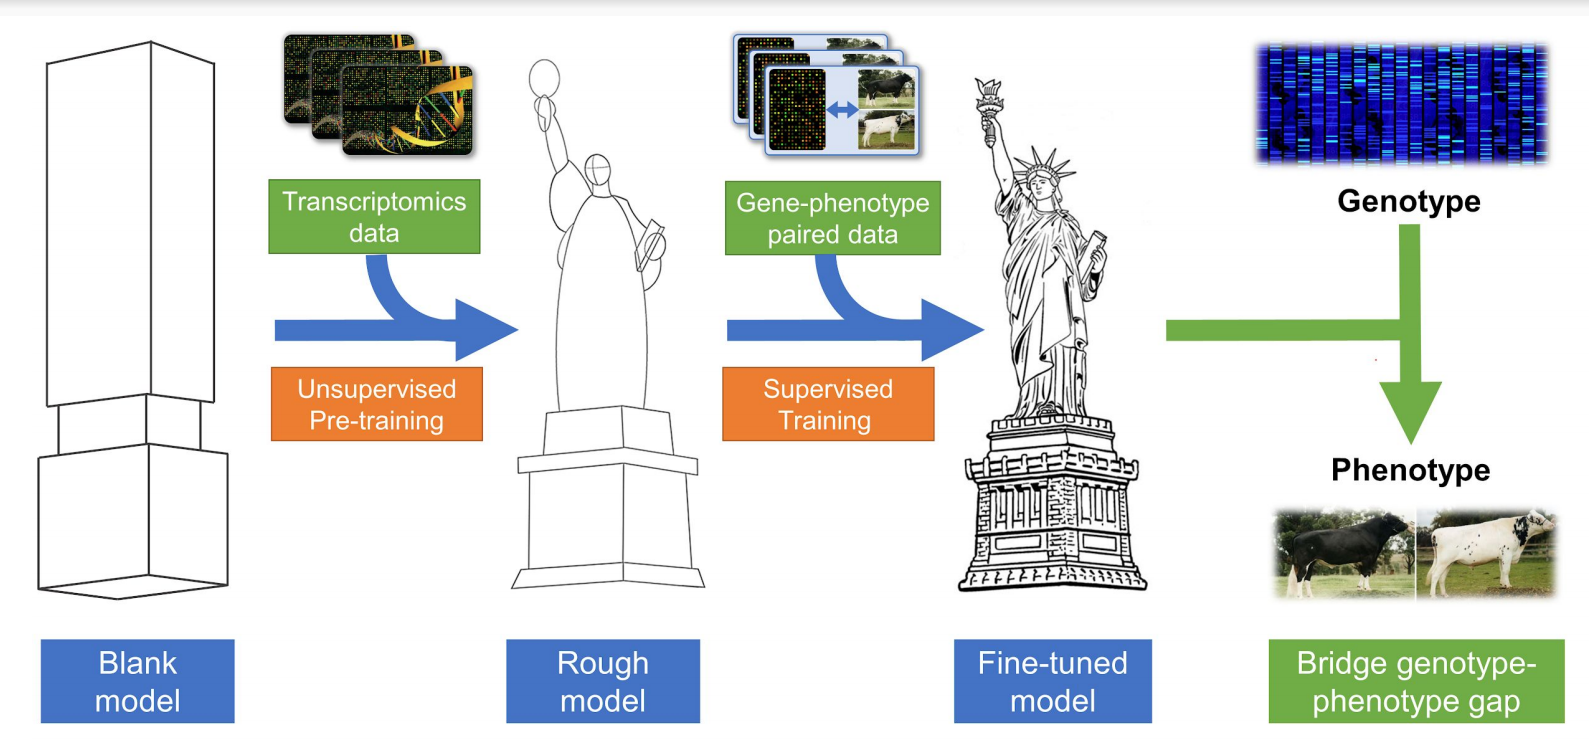 Transcriptomics
data
Unsupervised
Pre-training
Gene-phenotype
paired data
Supervised
Training
Genotype
Phenotype
Blank
model
Rough
model
Fine-tuned
model
Bridge genotype-
phenotype gap